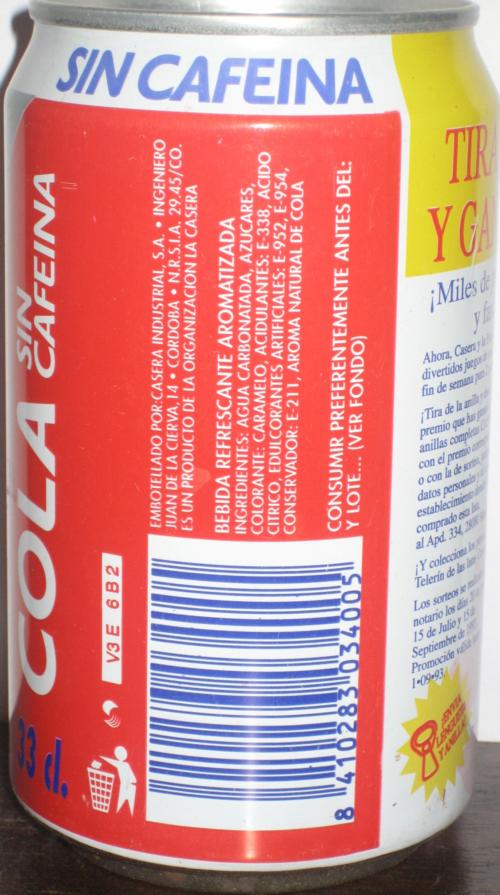 SIN CAFEINA
COLA SIN
CAFEINA
33 cl.
V3E 6B2
EMBOTELLADO POR:CASERA INDUSTRIAL, S.A. • INGENIERO
JUAN DE LA CIERVA, 14 • CORDOBA • N.R.S.I.A. 29.45/CO.
ES UN PRODUCTO DE LA ORGANIZACION LA CASERA
BEBIDA REFRESCANTE AROMATIZADA
INGREDIENTES: AGUA CARBONATADA, AZUCARES,
COLORANTE: CARAMELO, ACIDULANTES: E-338, ACIDO
CITRICO, EDULCORANTES ARTIFICIALES: E-952, E-954,
CONSERVADOR: E-211, AROMA NATURAL DE COLA
CONSUMIR PREFERENTEMENTE ANTES DEL:
Y LOTE.... (VER FONDO)
8 410283 034005
TIRA
Y GA
¡Miles de
y
Ahora, Casera y la
divertidos juegos
fin de semana para
¡Tira de la anilla y
premio que has
anillas completa
con el premio
o con la de
datos personales
establecimiento
comprado esta lata,
al Apd. 334,
¡Y colecciona
Telerín de las latas
Los sorteos se
notario los días
15 de Julio y 15 de
Septiembre de
Promoción válida
1•09•93.
¡ENVIA
LENGÜETA
Y ANILLA!